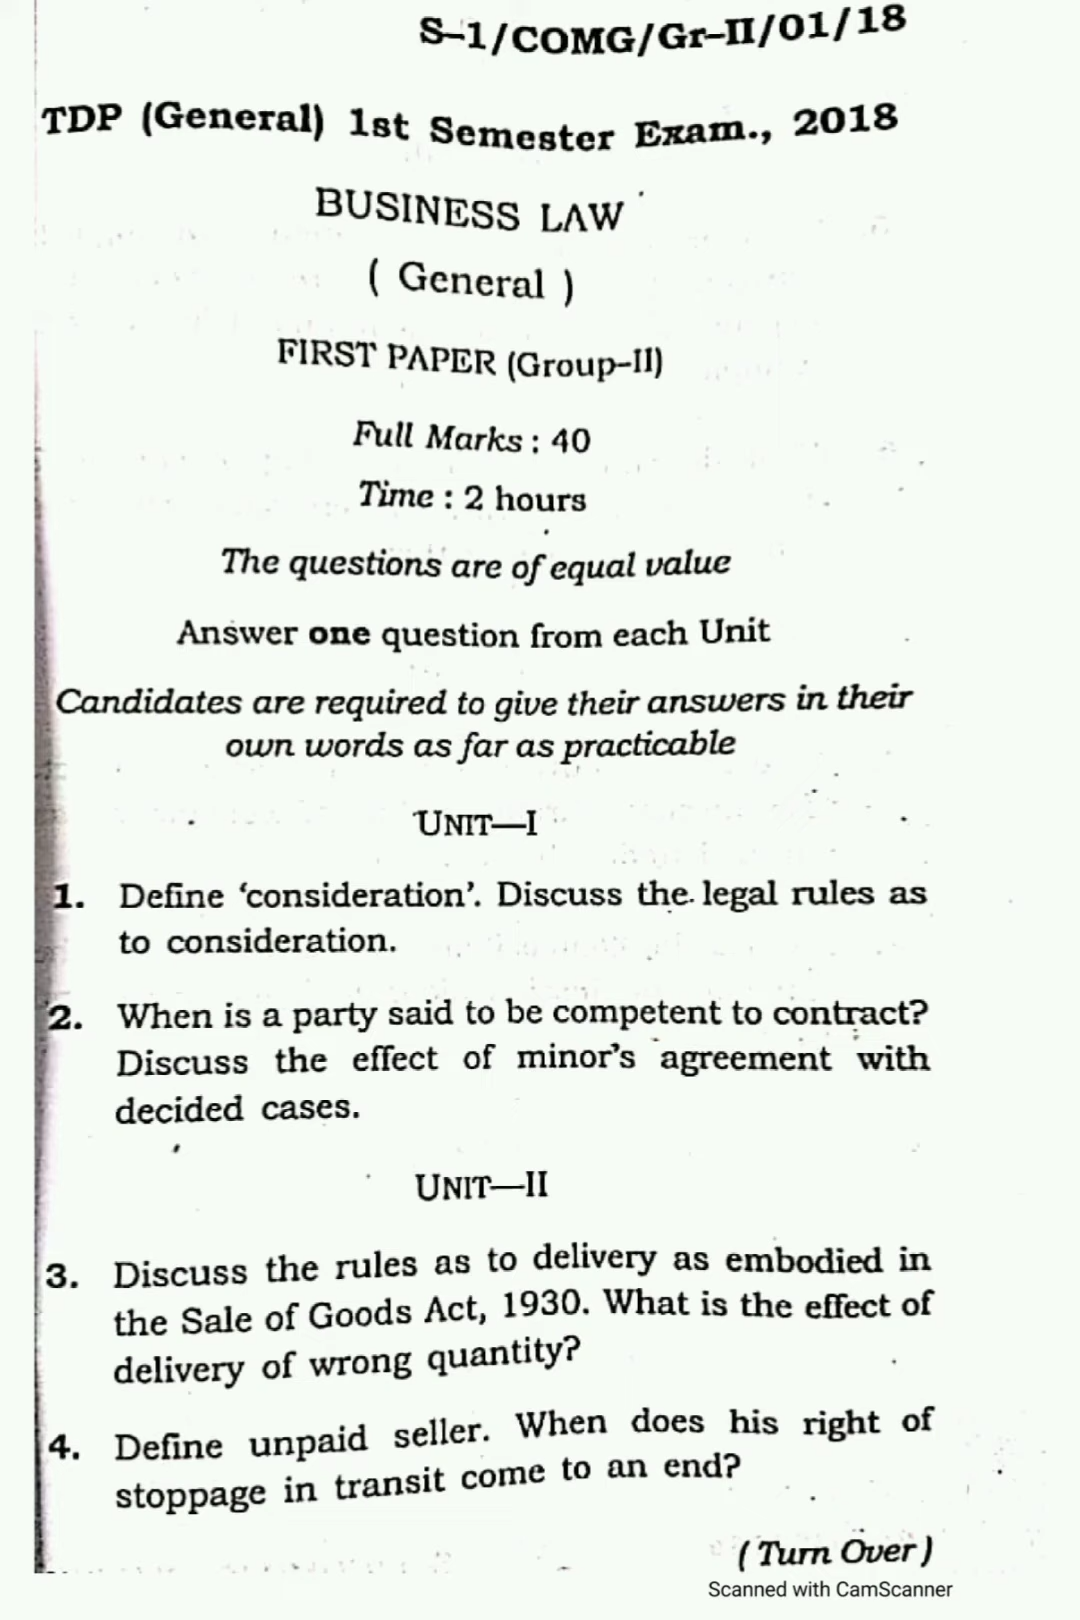 S-1/COMG/Gr-II/01/18
TDP (General) 1st Semester Exam., 2018
BUSINESS LAW
( General )
FIRST PAPER (Group-II)
Full Marks : 40
Time : 2 hours
The questions are of equal value
Answer one question from each Unit
Candidates are required to give their answers in their
own words as far as practicable
UNIT—I
1. Define ‘consideration’. Discuss the legal rules as
to consideration.
2. When is a party said to be competent to contract?
Discuss the effect of minor’s agreement with
decided cases.
UNIT—II
3. Discuss the rules as to delivery as embodied in
the Sale of Goods Act, 1930. What is the effect of
delivery of wrong quantity?
4. Define unpaid seller. When does his right of
stoppage in transit come to an end?
( Turn Over )
Scanned with CamScanner